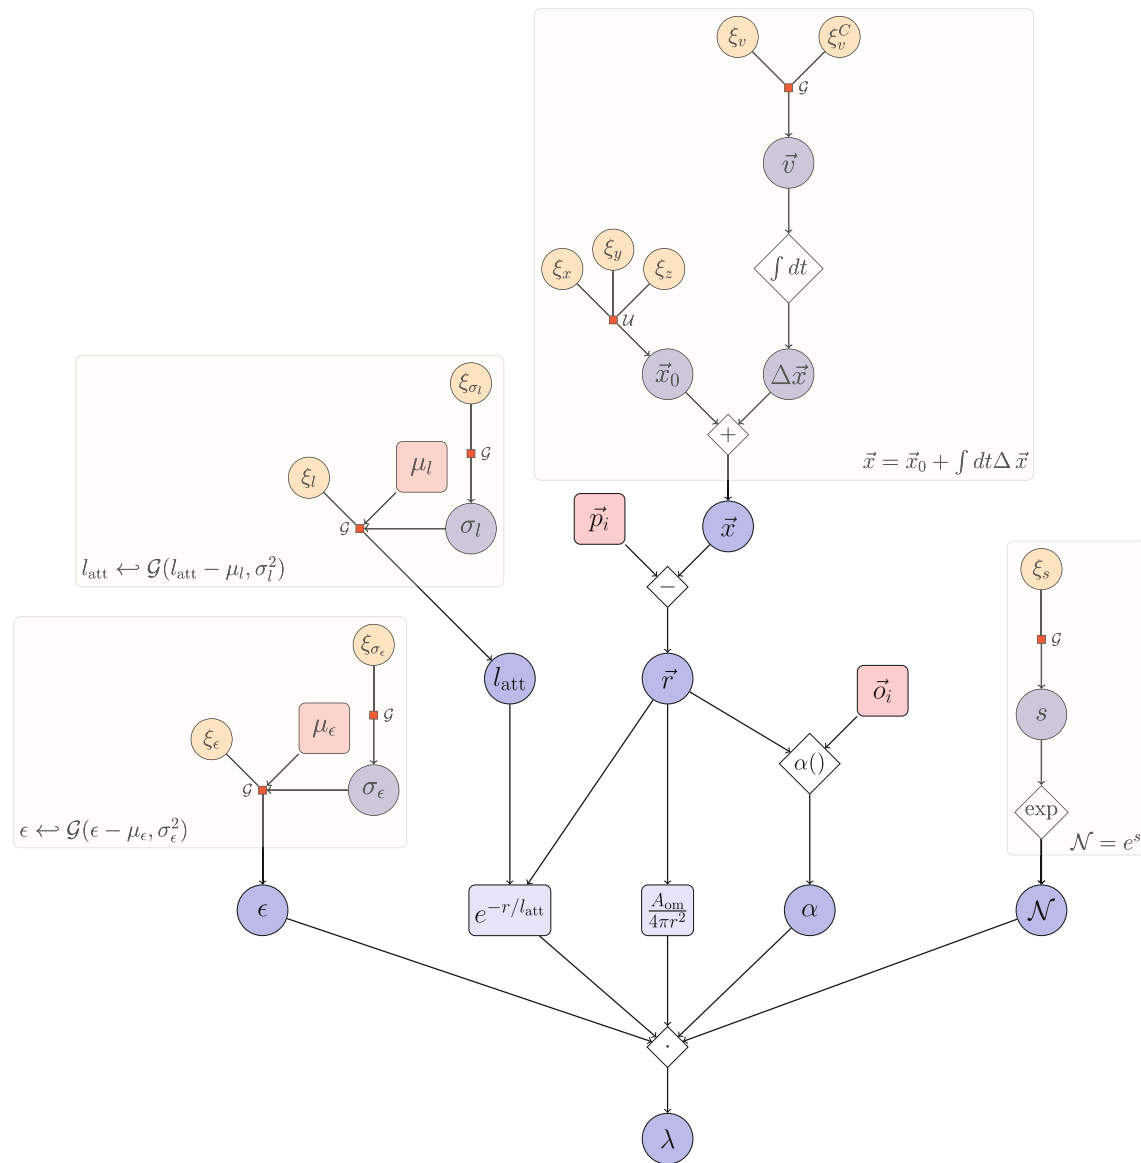 ξ_v ξ_v^C
𝒢
v⃗
∫ dt
ξ_x ξ_y ξ_z
𝒰
x⃗_0 Δx⃗
+
x⃗ = x⃗_0 + ∫ dtΔ x⃗
ξ_{σ_l}
𝒢
ξ_l μ_l
𝒢 σ_l
l_att ↩ 𝒢(l_att − μ_l, σ_l^2)
p⃗_i x⃗
−
ξ_s
𝒢
s
exp
𝒩 = e^s
ξ_{σ_ϵ}
𝒢
ξ_ϵ μ_ϵ
𝒢 σ_ϵ
ϵ ↩ 𝒢(ϵ − μ_ϵ, σ_ϵ^2)
l_att r⃗ o⃗_i
α()
ϵ e^{−r/l_att} A_om/4πr^2 α 𝒩
·
λ